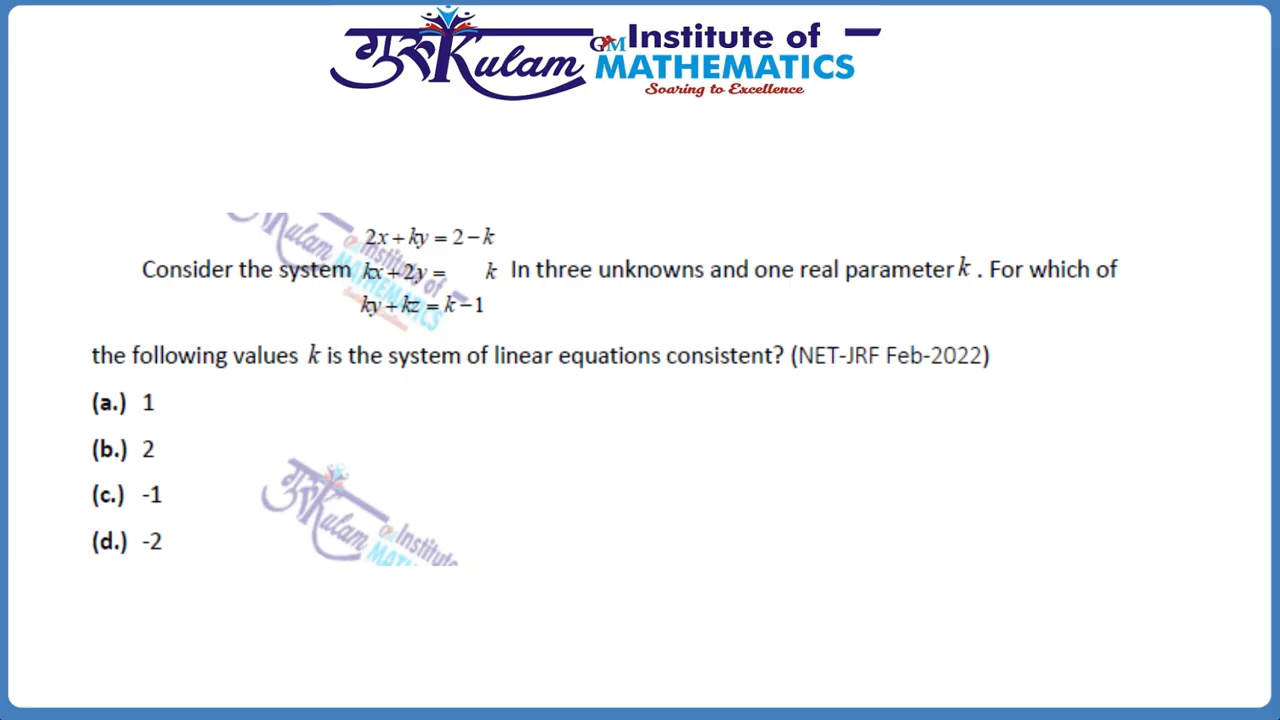 गुरुKulam GM Institute of
MATHEMATICS
Soaring to Excellence
2x + ky = 2 − k
Consider the system kx + 2y = k In three unknowns and one real parameter k . For which of
ky + kz = k − 1
the following values k is the system of linear equations consistent? (NET-JRF Feb-2022)
(a.) 1
(b.) 2
(c.) -1
(d.) -2